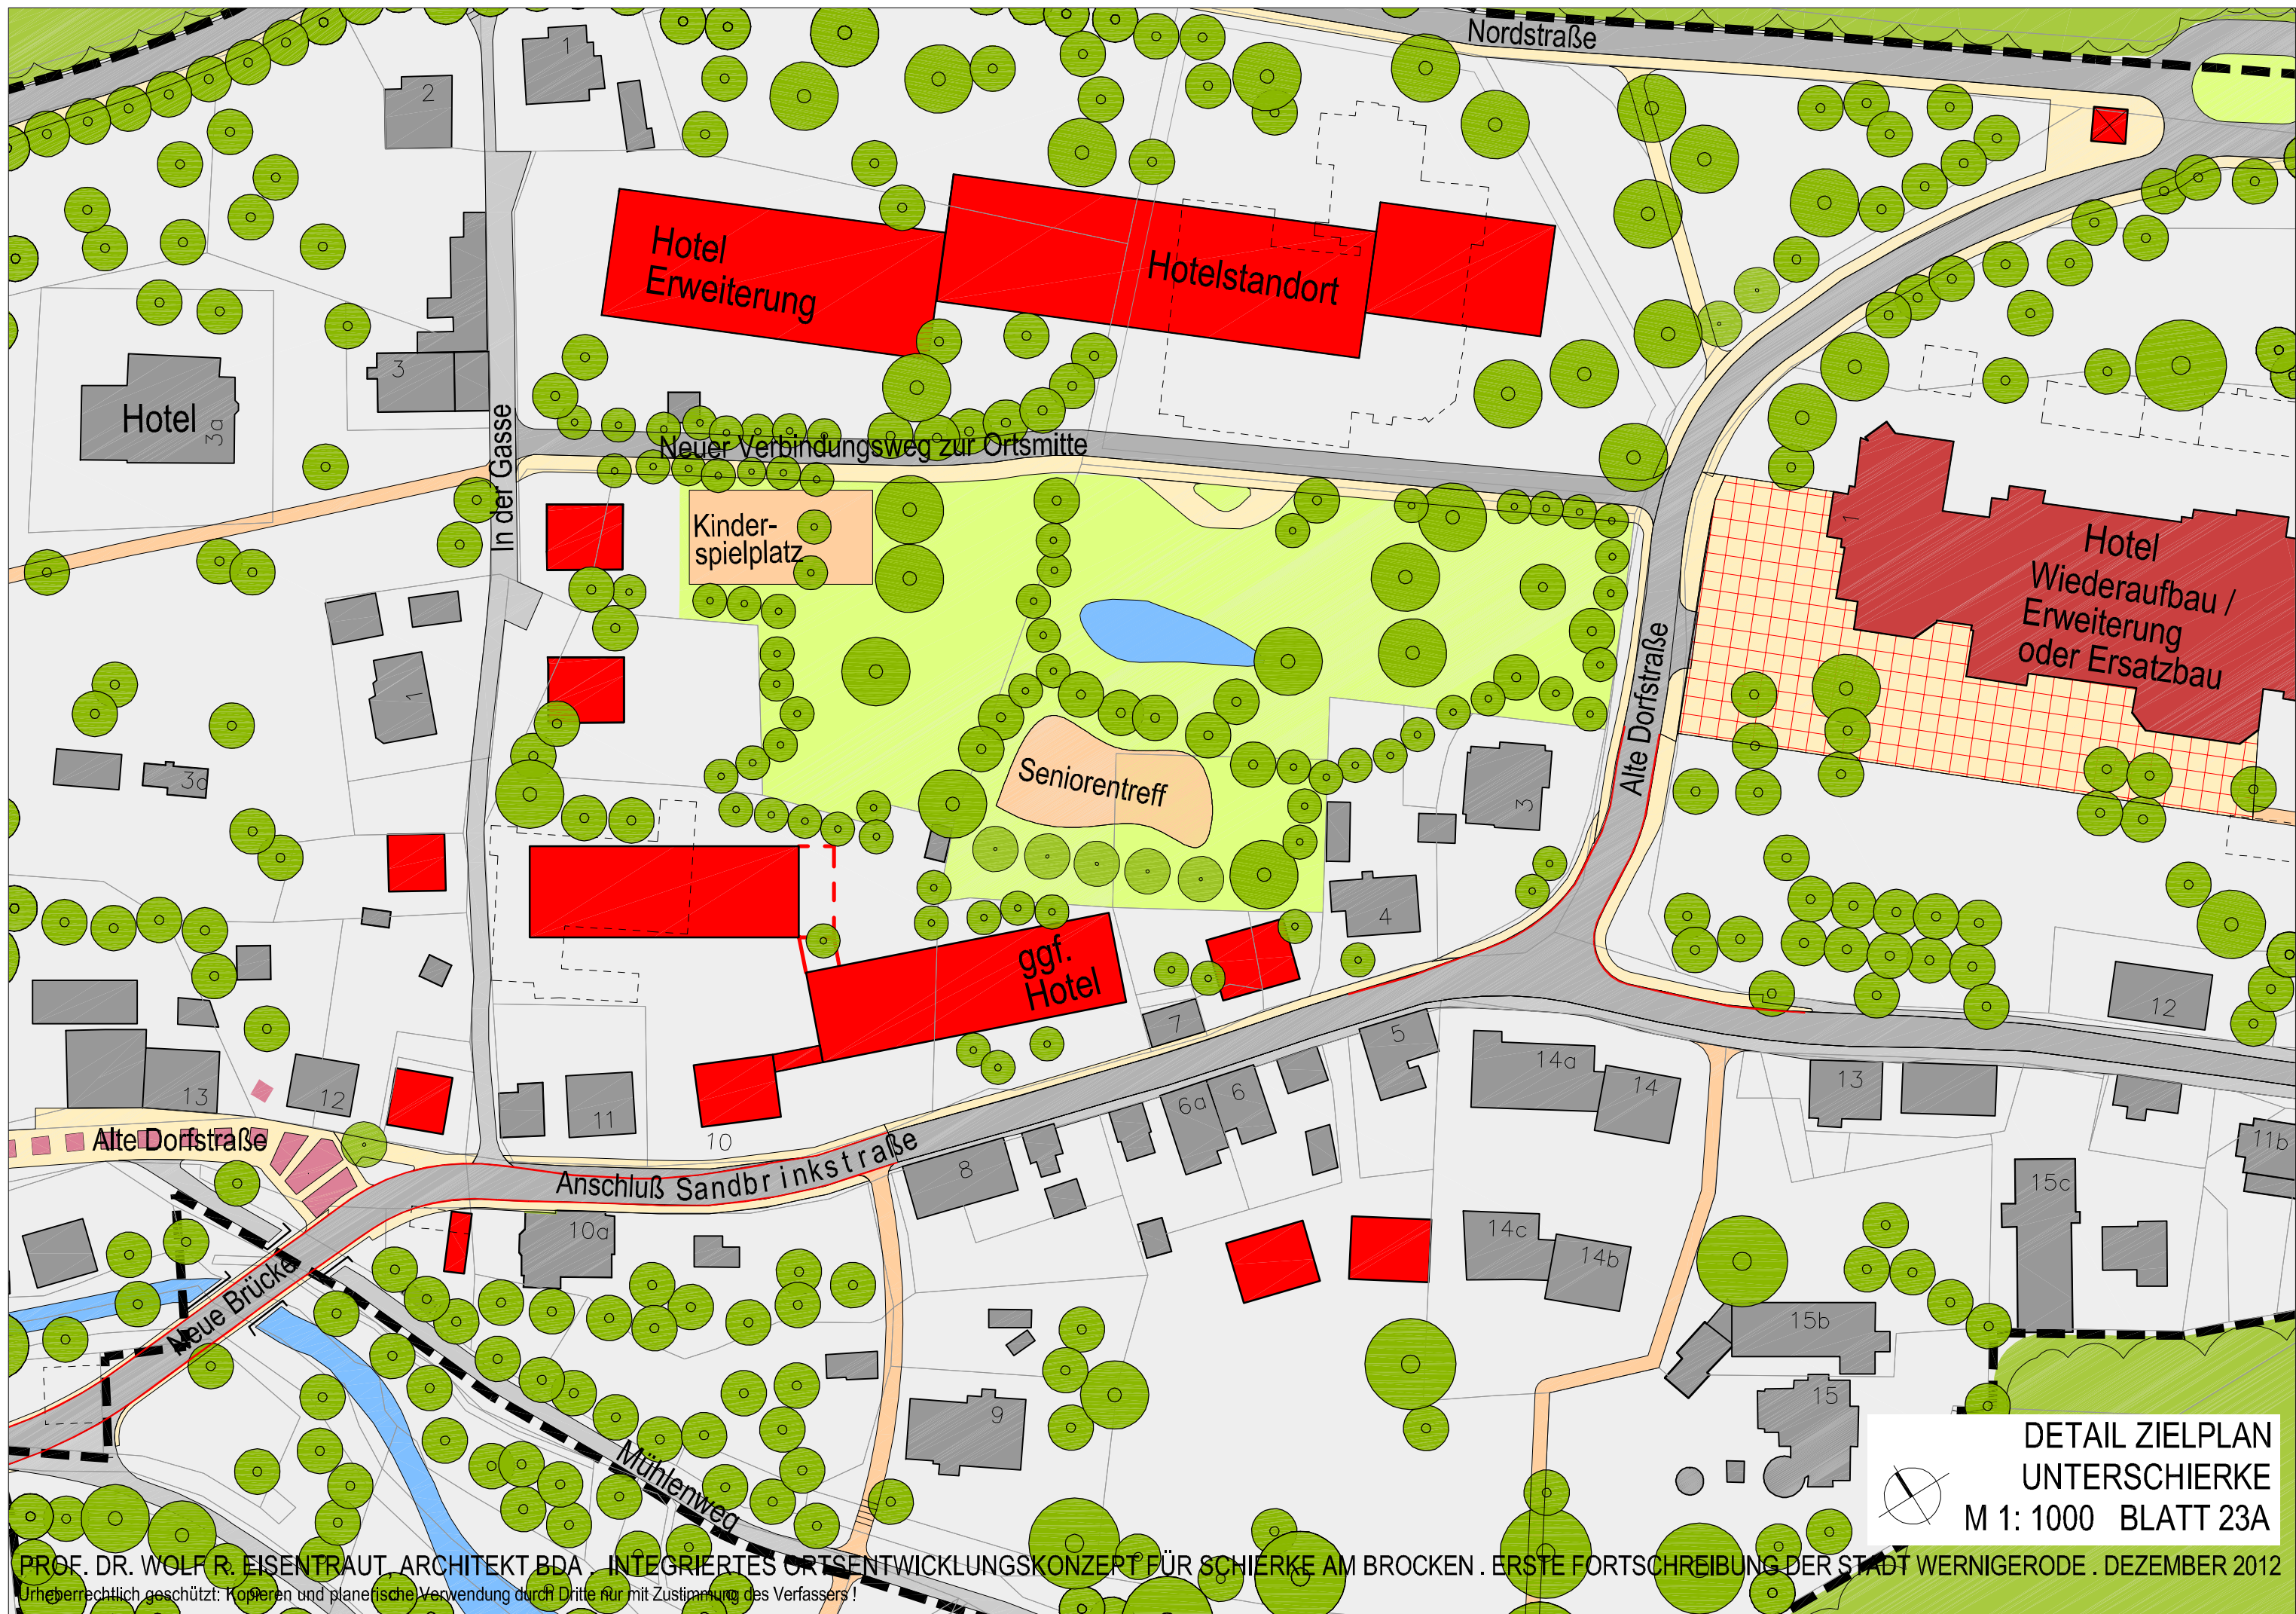 Nordstraße
1
2
Hotel
Erweiterung
Hotelstandort
3
Hotel
3a
In der Gasse
Neuer Verbindungsweg zur Ortsmitte
Kinder-
spielplatz
1
Hotel
Wiederaufbau /
Erweiterung
oder Ersatzbau
Alte Dorfstraße
1
3
Seniorentreff
4
ggf.
Hotel
7
5
12
13
12
11
10
14a
14
13
6a
6
8
11b
Alte Dorfstraße
Anschluß Sandbrinkstraße
10a
15c
14c
14b
Neue Brücke
15b
15
9
Mühlenweg
DETAIL ZIELPLAN
UNTERSCHIERKE
M 1: 1000 BLATT 23A
PROF. DR. WOLF R. EISENTRAUT, ARCHITEKT BDA . INTEGRIERTES ORTSENTWICKLUNGSKONZEPT FÜR SCHIERKE AM BROCKEN . ERSTE FORTSCHREIBUNG DER STADT WERNIGERODE . DEZEMBER 2012
Urheberrechtlich geschützt: Kopieren und planerische Verwendung durch Dritte nur mit Zustimmung des Verfassers !